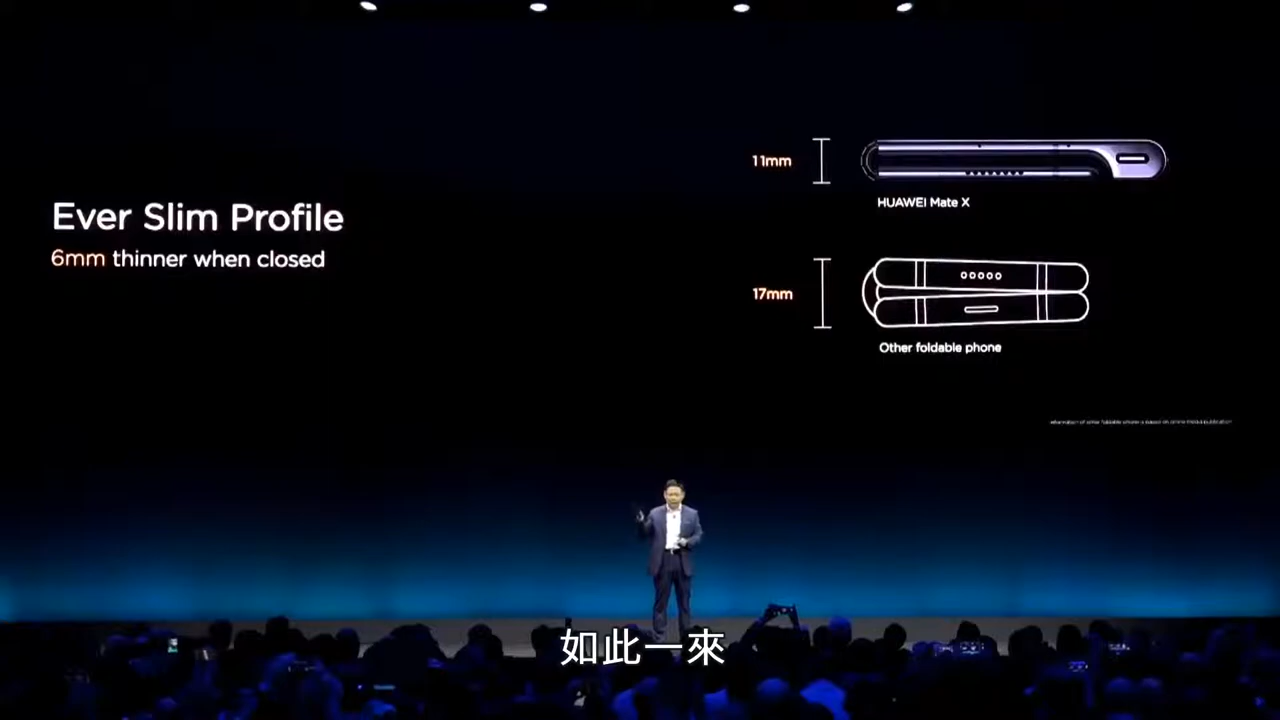 Ever Slim Profile
6mm thinner when closed
11mm
HUAWEI Mate X
17mm
Other foldable phone
如此一來